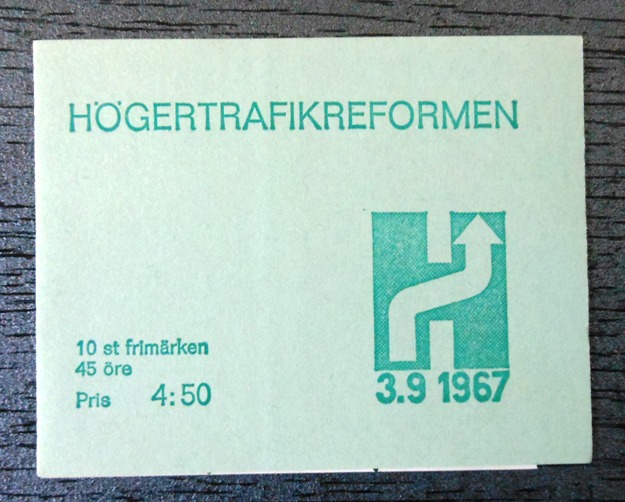 HÖGERTRAFIKREFORMEN
10 st frimärken
45 öre
Pris 4:50
H
3.9 1967